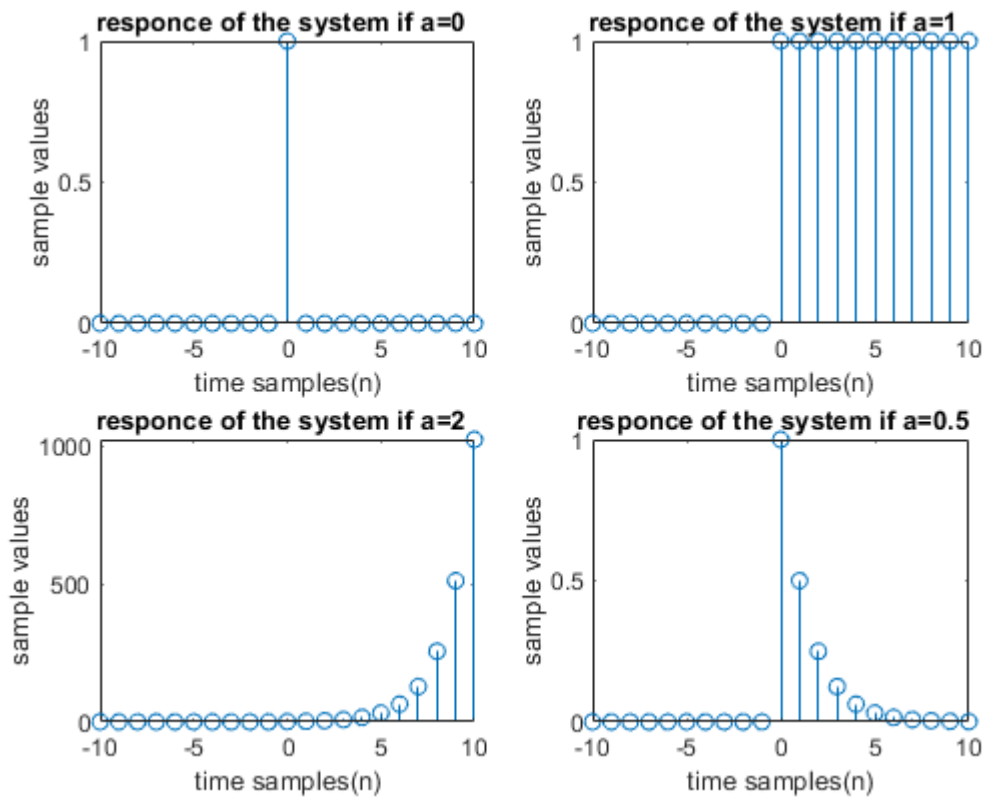 responce of the system if a=0
1
0.5
0
sample values
-10
-5
0
5
10
time samples(n)
responce of the system if a=1
1
0.5
0
sample values
-10
-5
0
5
10
time samples(n)
responce of the system if a=2
1000
500
0
sample values
-10
-5
0
5
10
time samples(n)
responce of the system if a=0.5
1
0.5
0
sample values
-10
-5
0
5
10
time samples(n)